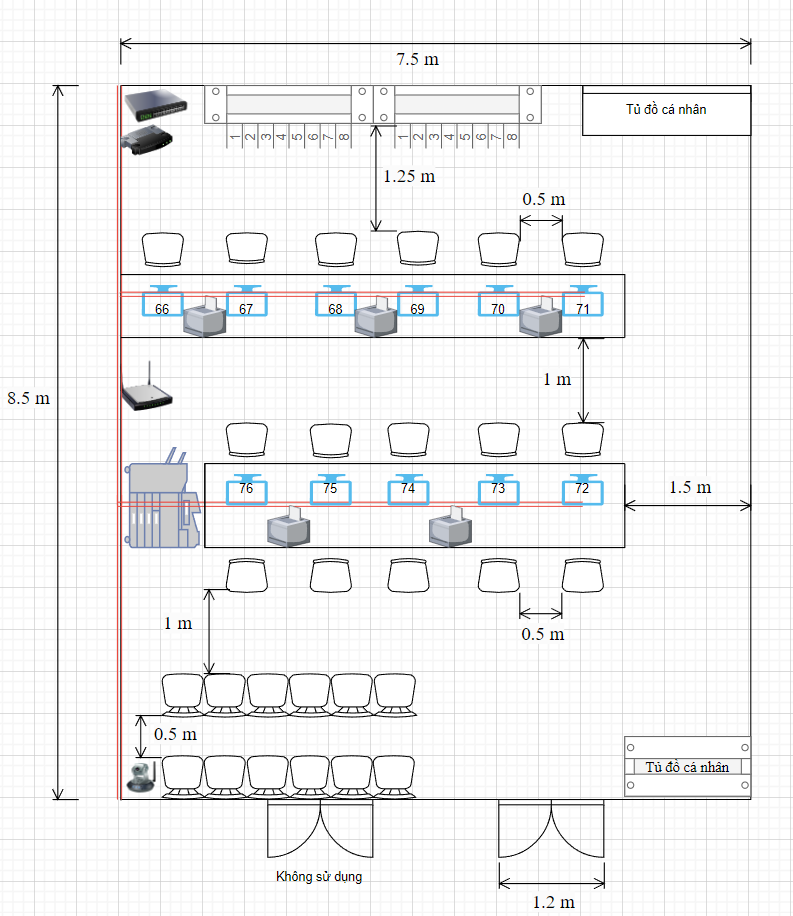 7.5 m
Tủ đồ cá nhân
1 2 3 4 5 6 7 8 1 2 3 4 5 6 7 8
1.25 m
0.5 m
66 67 68 69 70 71
1 m
8.5 m
76 75 74 73 72
1.5 m
1 m
0.5 m
0.5 m
Tủ đồ cá nhân
Không sử dụng
1.2 m